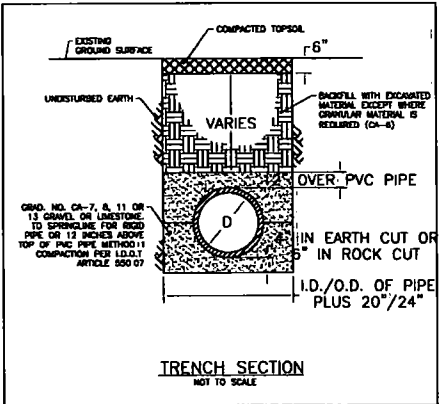 COMPACTED TOPSOIL
EXISTING
GROUND SURFACE
6"
UNDISTURBED EARTH
BACKFILL WITH EXCAVATED
MATERIAL EXCEPT WHERE
GRANULAR MATERIAL IS
REQUIRED (CA-6)
VARIES
OVER PVC PIPE
GRAD. NO. CA-7, 8, 11 OR
13 GRAVEL OR LIMESTONE
TO SPRINGLINE FOR RIGID
PIPE OR 12 INCHES ABOVE
TOP OF PVC PIPE METHOD
COMPACTION PER I.D.O.T
ARTICLE 550 07
D
IN EARTH CUT OR
6" IN ROCK CUT
I.D./O.D. OF PIPE
PLUS 20"/24"
TRENCH SECTION
NOT TO SCALE